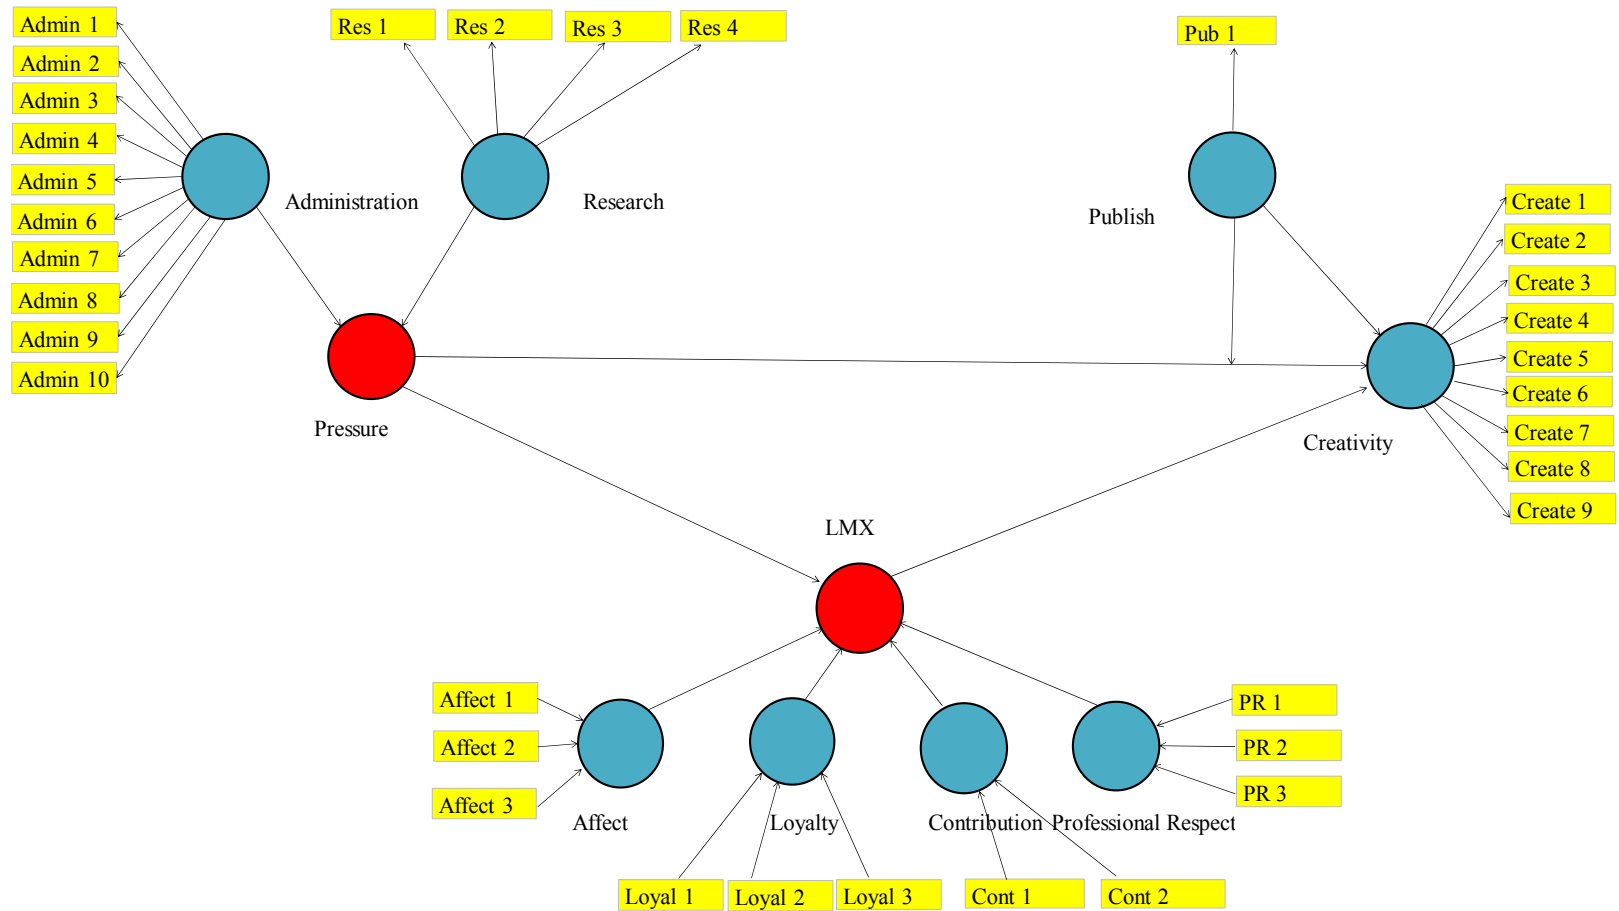 Admin 1
Admin 2
Admin 3
Admin 4
Admin 5
Admin 6
Admin 7
Admin 8
Admin 9
Admin 10
Res 1
Res 2
Res 3
Res 4
Pub 1
Administration
Research
Publish
Create 1
Create 2
Create 3
Create 4
Create 5
Create 6
Create 7
Create 8
Create 9
Pressure
Creativity
LMX
Affect 1
Affect 2
Affect 3
PR 1
PR 2
PR 3
Affect
Loyalty
Contribution
Professional Respect
Loyal 1
Loyal 2
Loyal 3
Cont 1
Cont 2